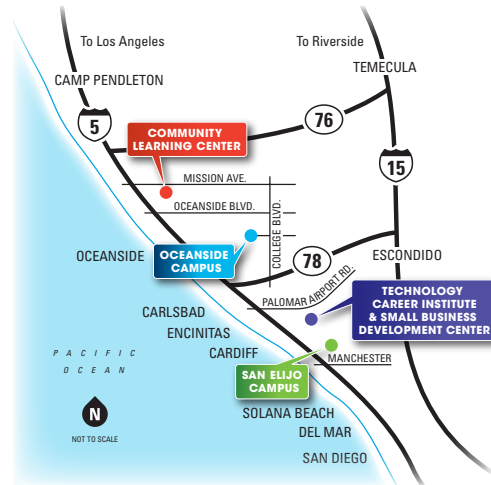 To Los Angeles
To Riverside
TEMECULA
CAMP PENDLETON
5
76
COMMUNITY
LEARNING CENTER
15
MISSION AVE.
OCEANSIDE BLVD.
COLLEGE BLVD.
OCEANSIDE
OCEANSIDE
CAMPUS
78
ESCONDIDO
PALOMAR AIRPORT RD.
TECHNOLOGY
CAREER INSTITUTE
& SMALL BUSINESS
DEVELOPMENT CENTER
CARLSBAD
ENCINITAS
CARDIFF
PACIFIC
OCEAN
MANCHESTER
SAN ELIJO
CAMPUS
N
NOT TO SCALE
SOLANA BEACH
DEL MAR
SAN DIEGO